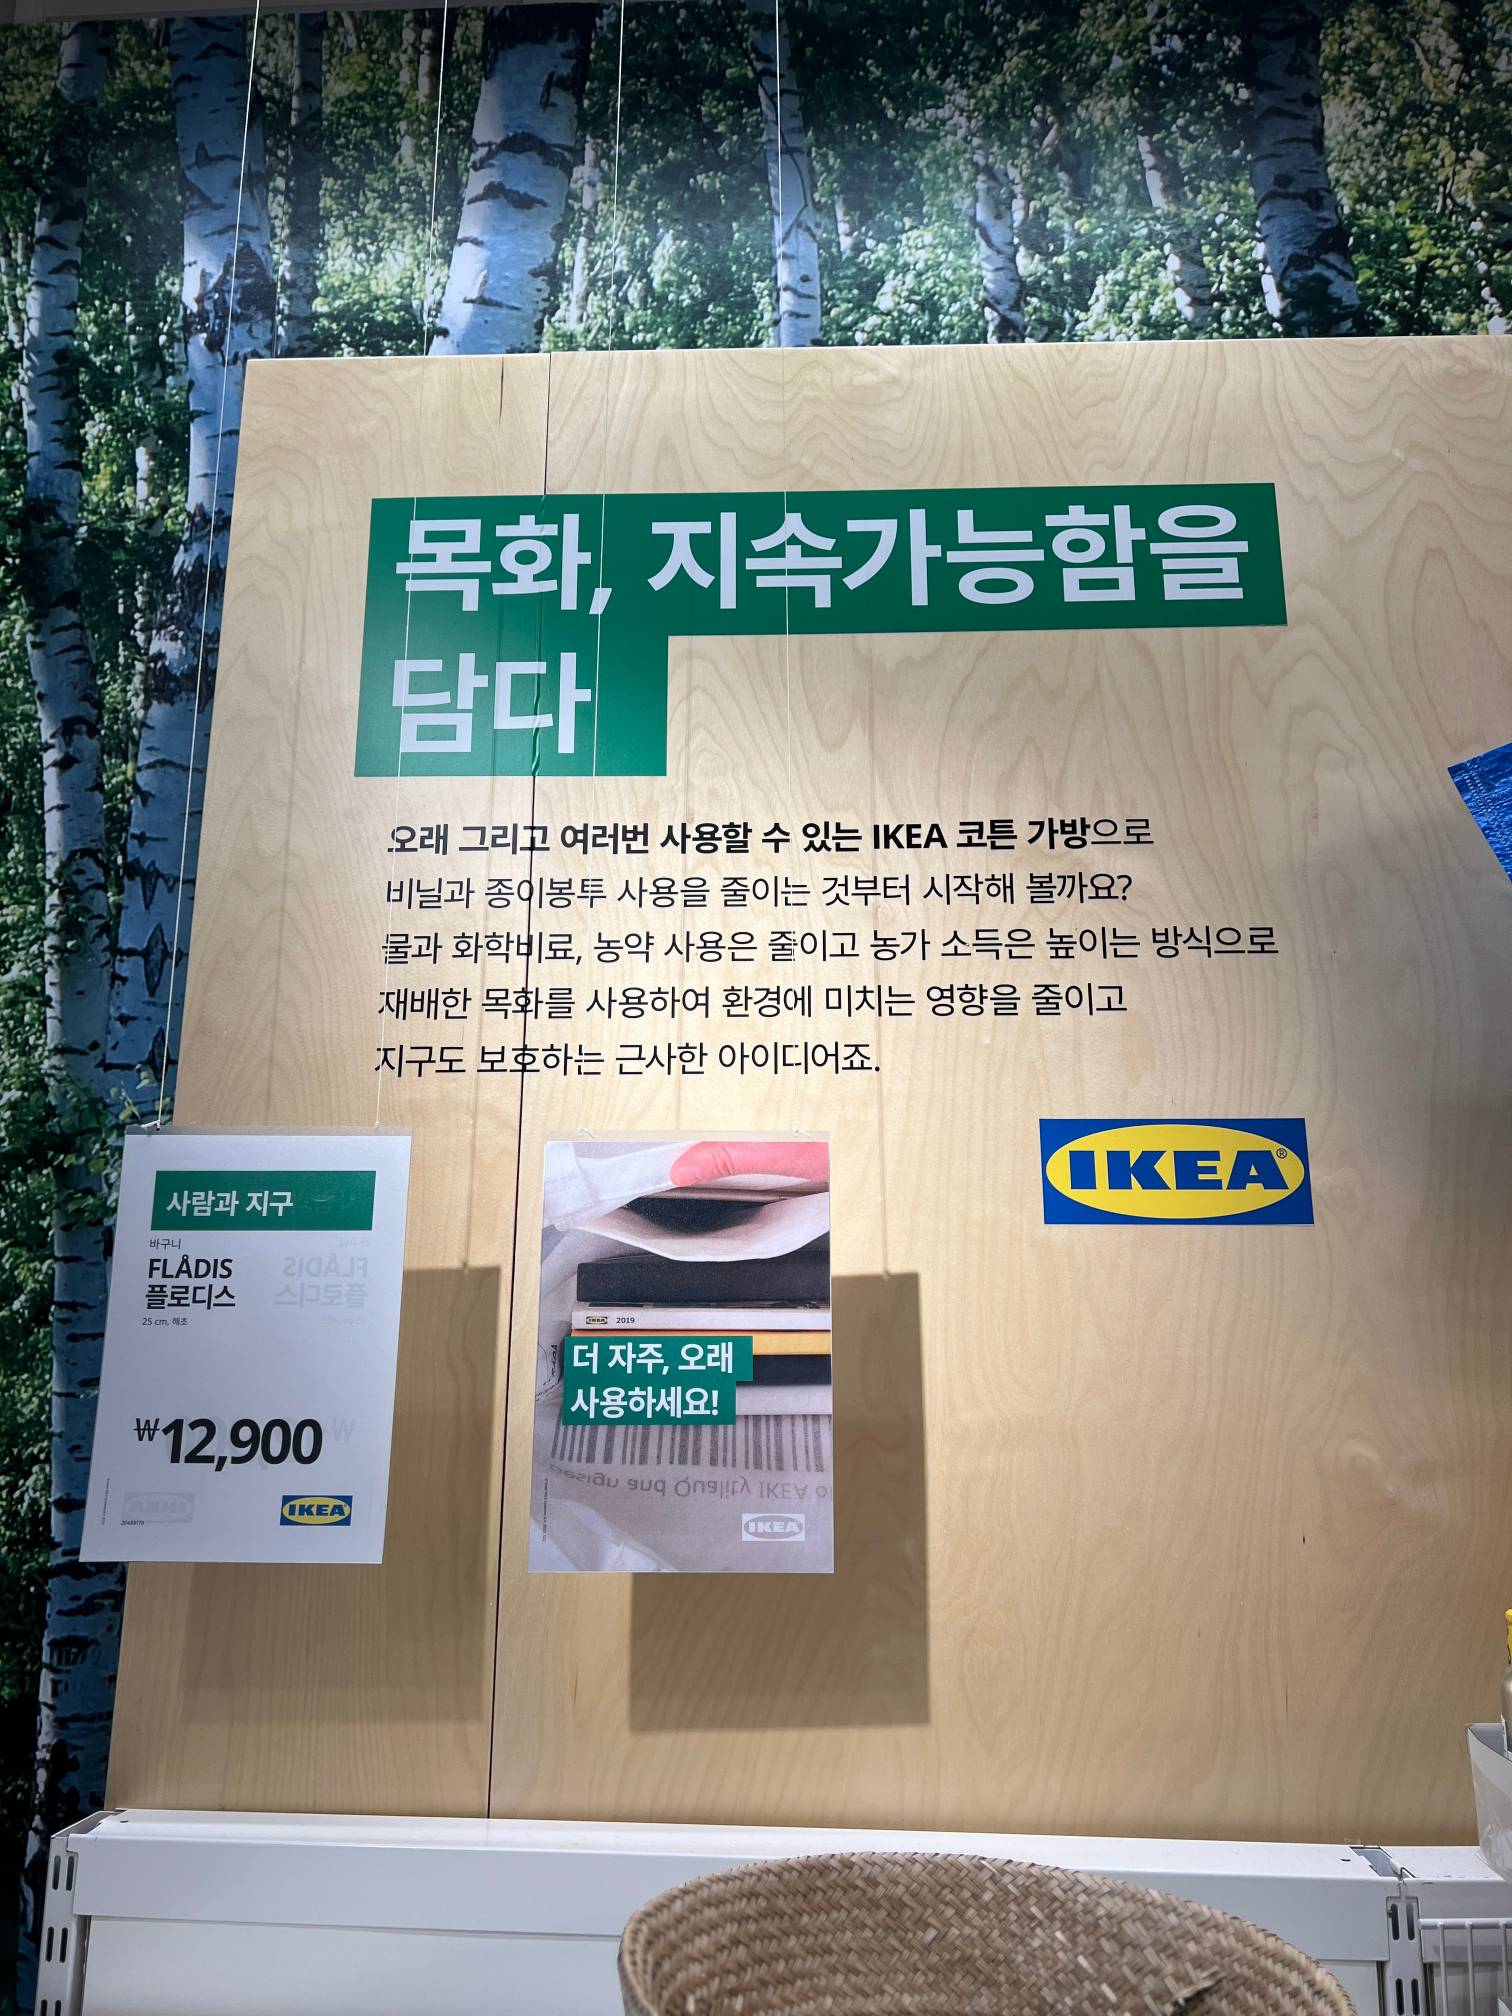 목화, 지속가능함을
담다
오래 그리고 여러번 사용할 수 있는 IKEA 코튼 가방으로
비닐과 종이봉투 사용을 줄이는 것부터 시작해 볼까요?
물과 화학비료, 농약 사용은 줄이고 농가 소득은 높이는 방식으로
재배한 목화를 사용하여 환경에 미치는 영향을 줄이고
지구도 보호하는 근사한 아이디어죠.
IKEA®
사람과 지구
바구니
FLÅDIS
플로디스
25 cm, 해초
₩12,900
IKEA
IKEA 2019
더 자주, 오래
사용하세요!
Design and Quality IKEA of
IKEA